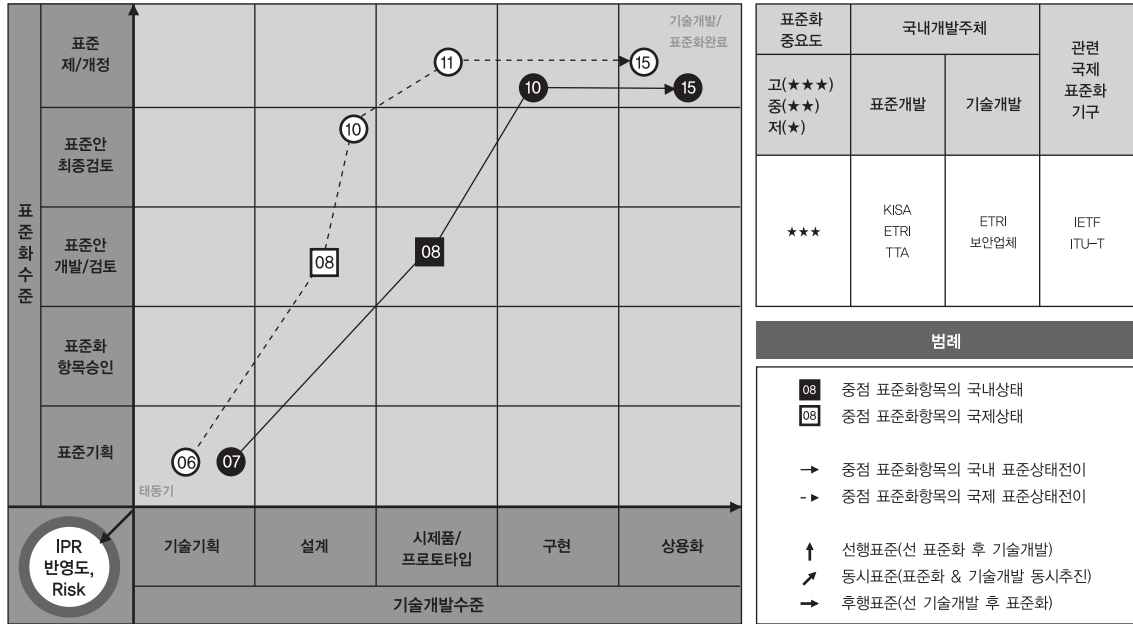 표준화수준
표준
제/개정
표준안
최종검토
표준안
개발/검토
표준화
항목승인
표준기획
기술개발/
표준화완료
11
15
10
15
10
08
08
06
07
태동기
IPR
반영도,
Risk
기술기획
설계
시제품/
프로토타입
구현
상용화
기술개발수준
표준화
중요도
국내개발주체
관련
국제
표준화
기구
고(★★★)
중(★★)
저(★)
표준개발
기술개발
★★★
KISA
ETRI
TTA
ETRI
보안업체
IETF
ITU-T
범례
08 중점 표준화항목의 국내상태
08 중점 표준화항목의 국제상태
중점 표준화항목의 국내 표준상태전이
중점 표준화항목의 국제 표준상태전이
선행표준(선 표준화 후 기술개발)
동시표준(표준화 & 기술개발 동시추진)
후행표준(선 기술개발 후 표준화)